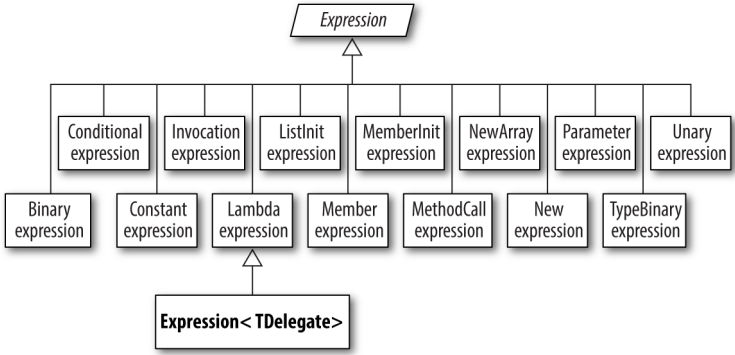 Expression
Conditional expression
Invocation expression
ListInit expression
MemberInit expression
NewArray expression
Parameter expression
Unary expression
Binary expression
Constant expression
Lambda expression
Member expression
MethodCall expression
New expression
TypeBinary expression
Expression< TDelegate>